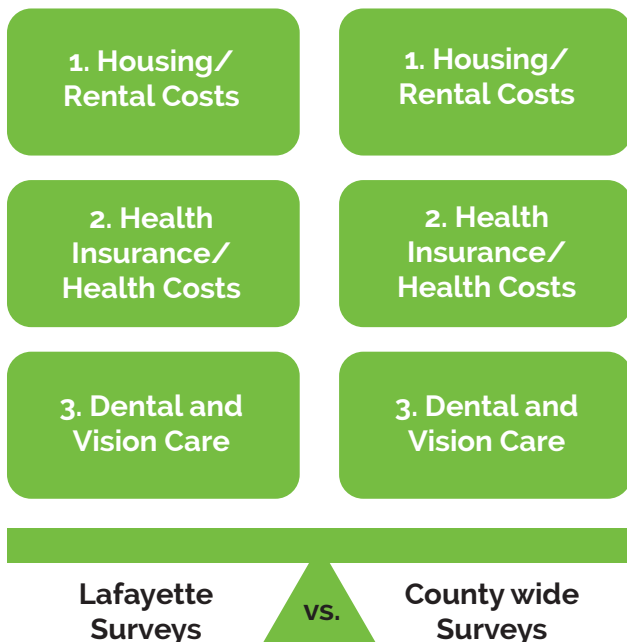 1. Housing/
Rental Costs
1. Housing/
Rental Costs
2. Health
Insurance/
Health Costs
2. Health
Insurance/
Health Costs
3. Dental and
Vision Care
3. Dental and
Vision Care
Lafayette
Surveys
vs.
County wide
Surveys